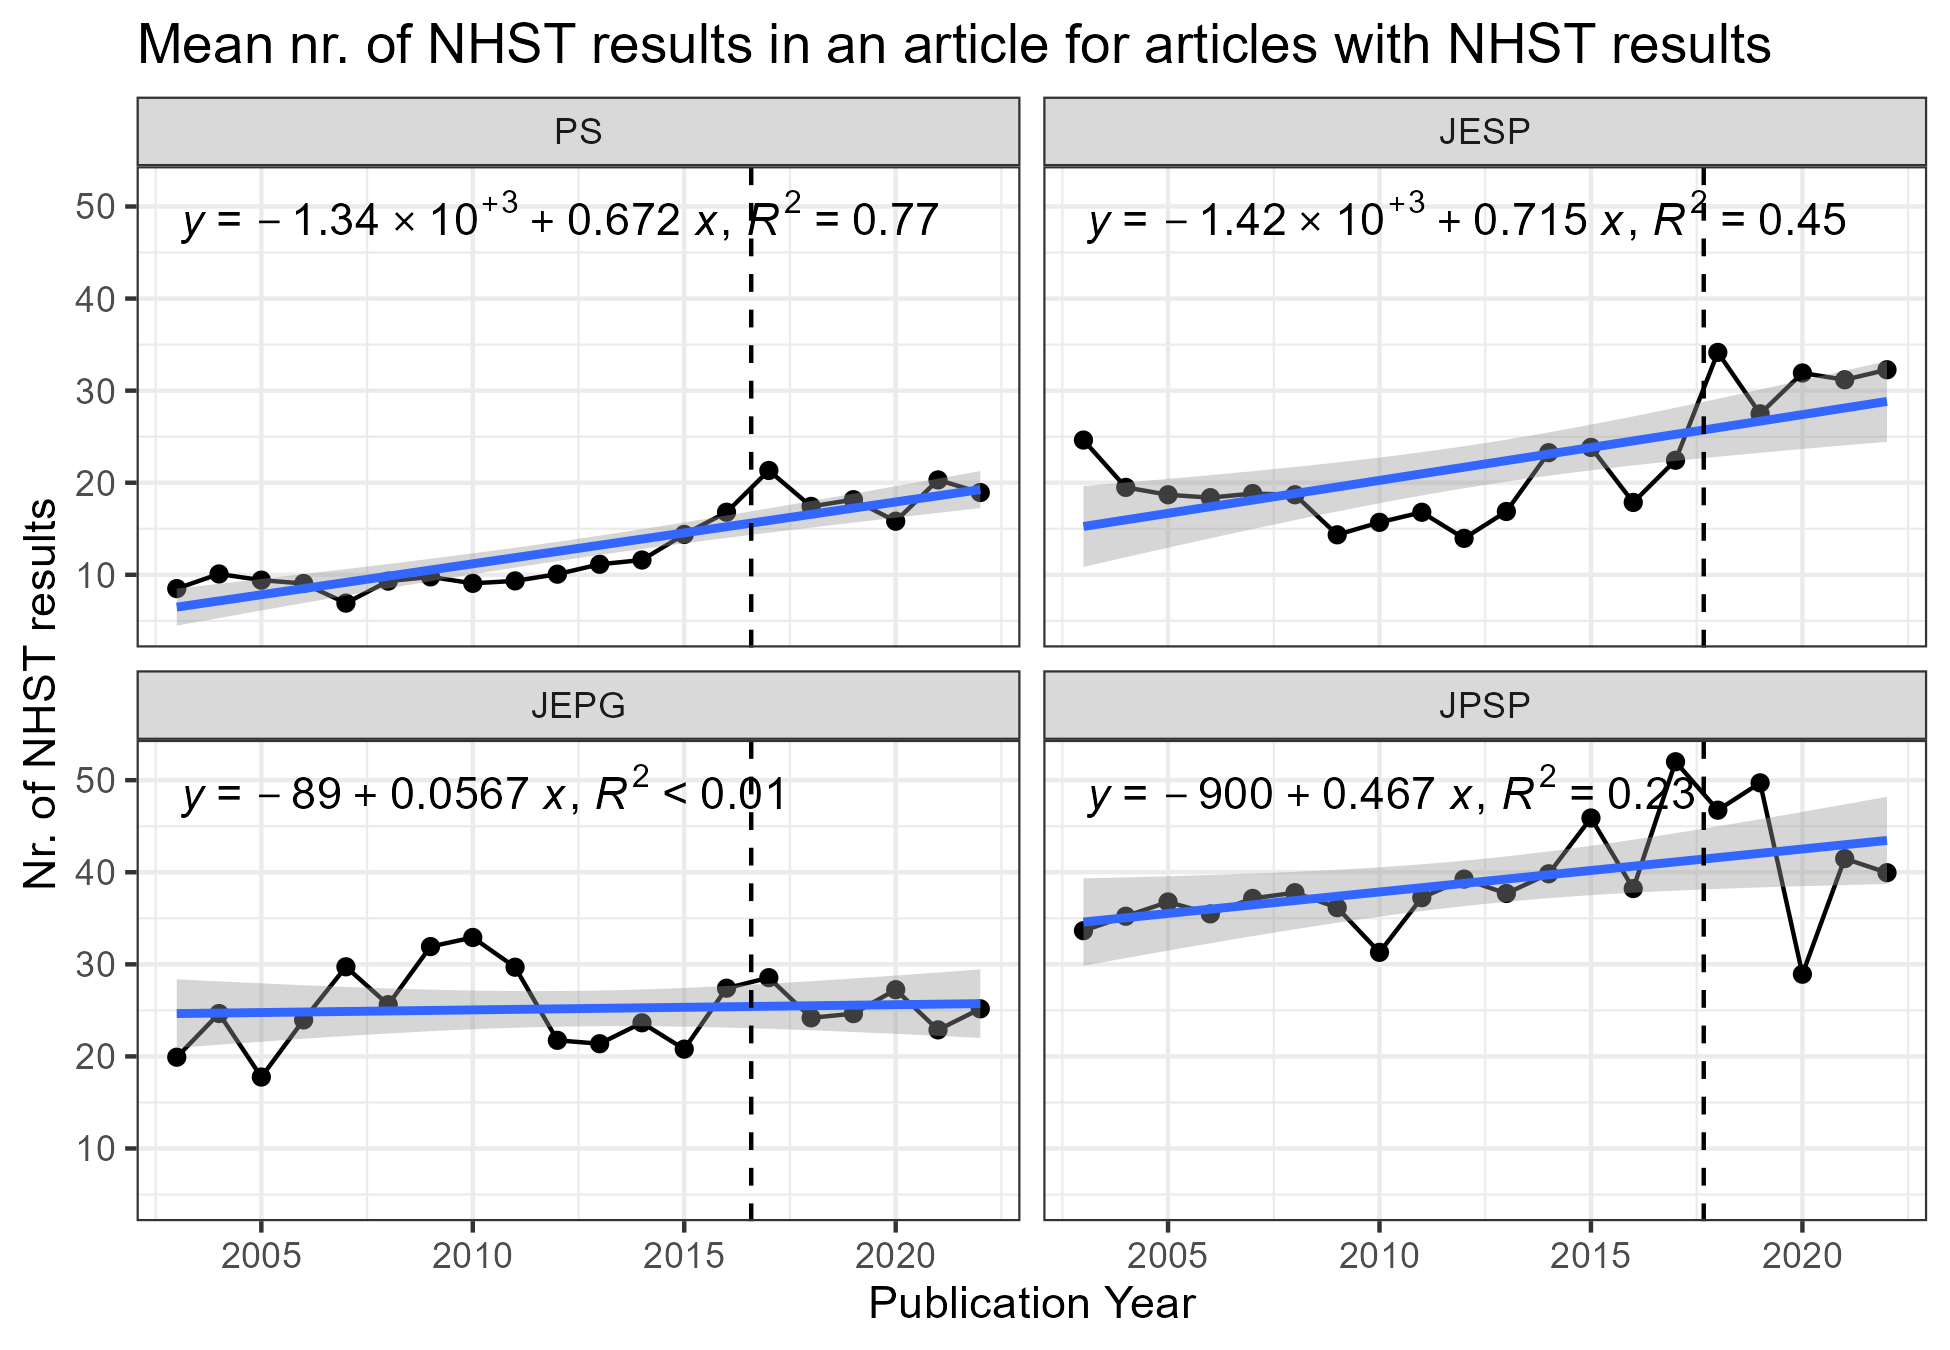 Mean nr. of NHST results in an article for articles with NHST results
PS
JESP
y = − 1.34 × 10⁺³ + 0.672 x, R² = 0.77
y = − 1.42 × 10⁺³ + 0.715 x, R² = 0.45
50
40
30
20
10
JEPG
JPSP
y = − 89 + 0.0567 x, R² < 0.01
y = − 900 + 0.467 x, R² = 0.23
50
40
30
20
10
Nr. of NHST results
2005 2010 2015 2020 2005 2010 2015 2020
Publication Year